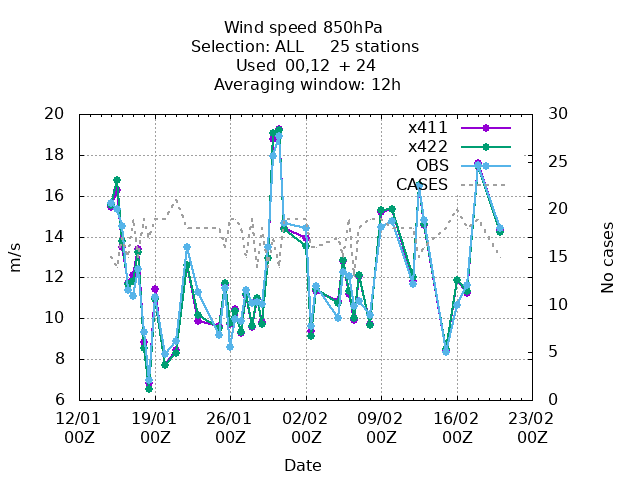 Wind speed 850hPa
Selection: ALL     25 stations
Used  00,12  + 24
Averaging window: 12h
20
18
16
14
12
10
8
6
m/s
30
25
20
15
10
5
0
No cases
x411
x422
OBS
CASES
12/01 19/01 26/01 02/02 09/02 16/02 23/02
00Z 00Z 00Z 00Z 00Z 00Z 00Z
Date